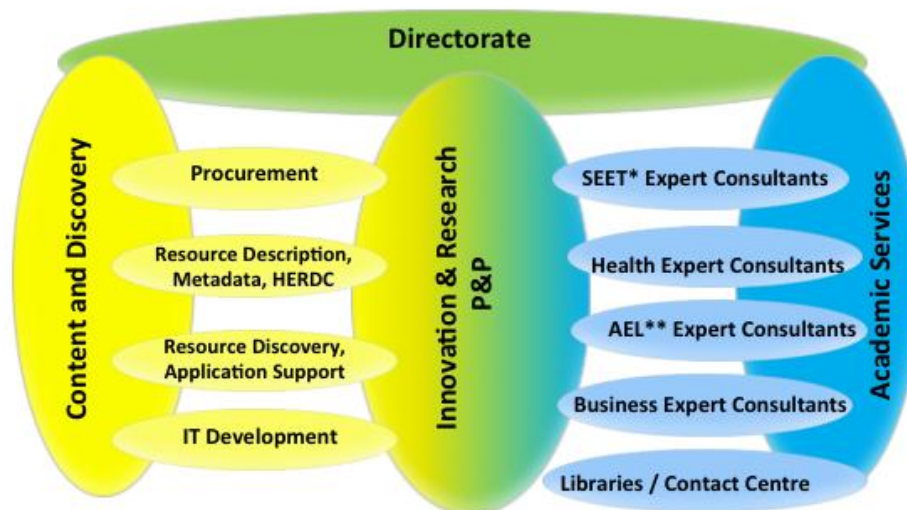 Directorate
Content and Discovery
Procurement
Resource Description,
Metadata, HERDC
Resource Discovery,
Application Support
IT Development
Innovation & Research
P&P
SEET* Expert Consultants
Health Expert Consultants
AEL** Expert Consultants
Business Expert Consultants
Libraries / Contact Centre
Academic Services